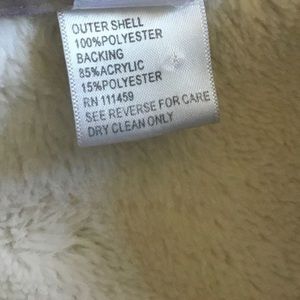 OUTER SHELL
100%POLYESTER
BACKING
85%ACRYLIC
15%POLYESTER
RN 111459
SEE REVERSE FOR CARE
DRY CLEAN ONLY